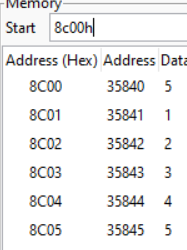 Memory
Start 8c00h
Address (Hex) Address Data
8C00 35840 5
8C01 35841 1
8C02 35842 2
8C03 35843 3
8C04 35844 4
8C05 35845 5